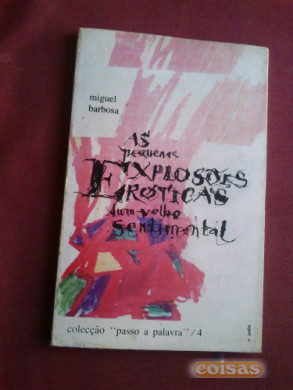 miguel
barbosa
AS
pequenas
EXPLOSÕES
ERÓTICAS
dum velho
sentimental
colecção "passo a palavra"/4
coisas